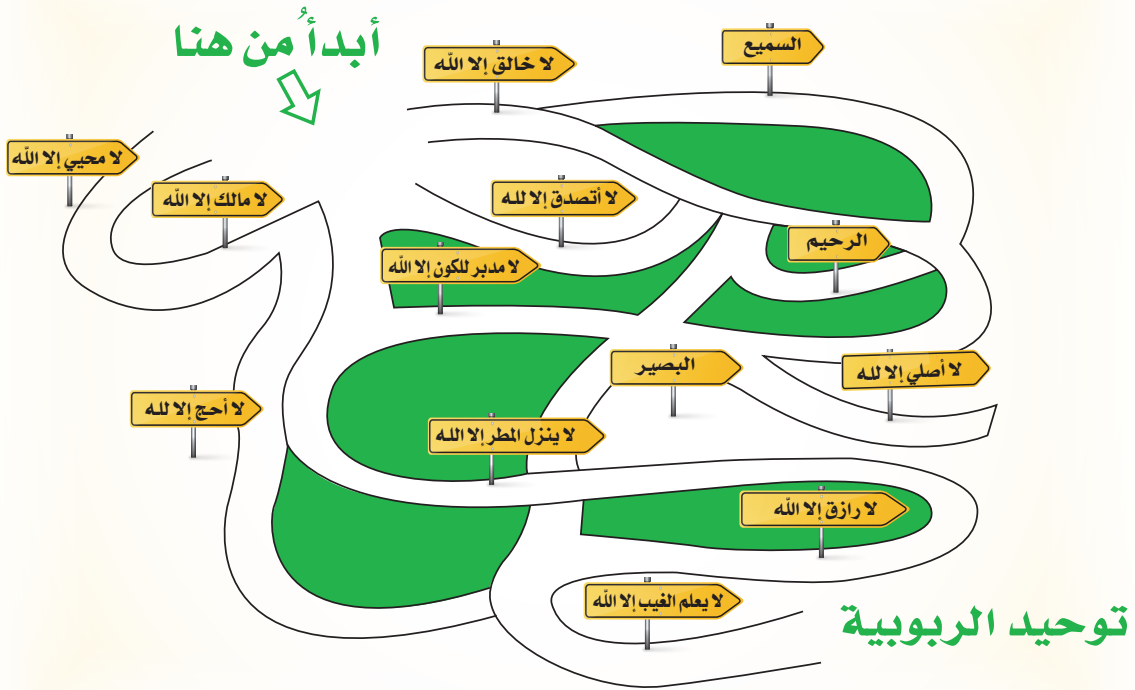 أبدأُ من هنا
السميع
لا خالق إلا الله
لا محيي إلا الله
لا مالك إلا الله
لا أتصدق إلا لله
الرحيم
لا مدبر للكون إلا الله
البصير
لا أصلي إلا لله
لا أحج إلا لله
لا ينزل المطر إلا الله
لا رازق إلا الله
لا يعلم الغيب إلا الله
توحيد الربوبية